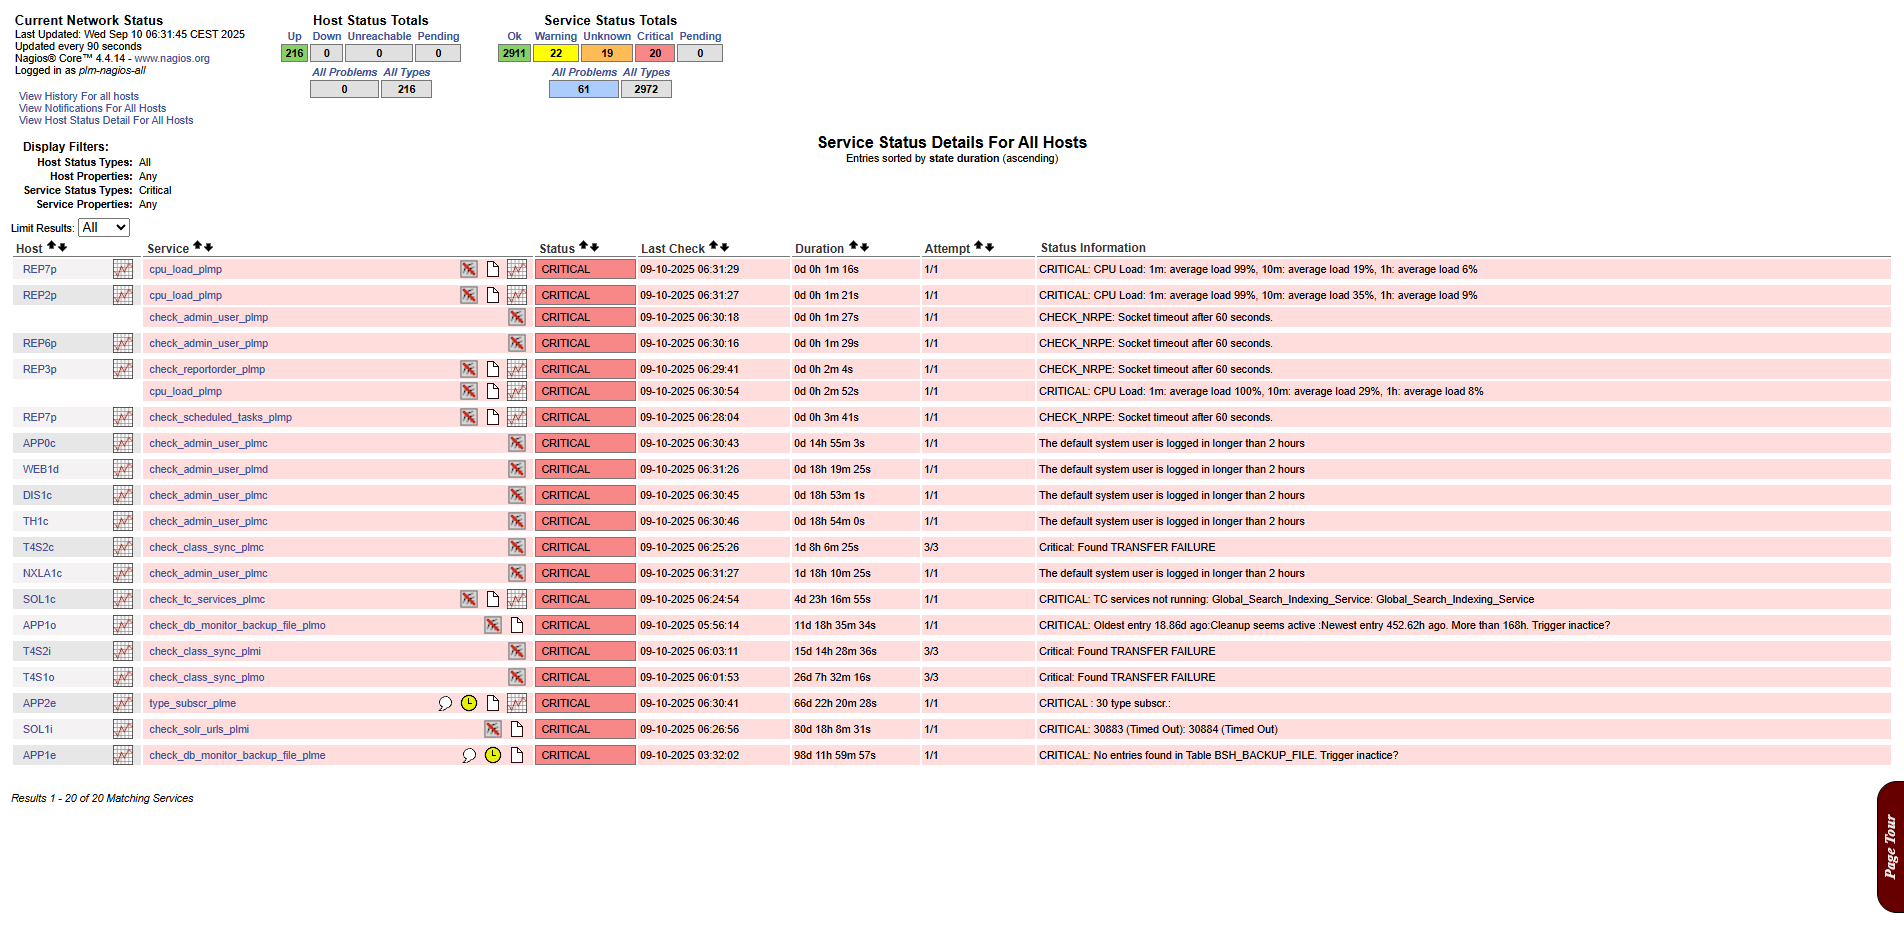 Current Network Status
Last Updated: Wed Sep 10 06:31:45 CEST 2025
Updated every 90 seconds
Nagios® Core™ 4.4.14 - www.nagios.org
Logged in as plm-nagios-all
View History For all hosts
View Notifications For All Hosts
View Host Status Detail For All Hosts
Host Status Totals
Up Down Unreachable Pending
216 0 0 0
All Problems All Types
0 216
Service Status Totals
Ok Warning Unknown Critical Pending
2911 22 19 20 0
All Problems All Types
61 2972
Display Filters:
Host Status Types: All
Host Properties: Any
Service Status Types: Critical
Service Properties: Any
Service Status Details For All Hosts
Entries sorted by state duration (ascending)
Limit Results: All
Host Service Status Last Check Duration Attempt Status Information
REP7p cpu_load_plmp CRITICAL 09-10-2025 06:31:29 0d 0h 1m 16s 1/1 CRITICAL: CPU Load: 1m: average load 99%, 10m: average load 19%, 1h: average load 6%
REP2p cpu_load_plmp CRITICAL 09-10-2025 06:31:27 0d 0h 1m 21s 1/1 CRITICAL: CPU Load: 1m: average load 99%, 10m: average load 35%, 1h: average load 9%
check_admin_user_plmp CRITICAL 09-10-2025 06:30:18 0d 0h 1m 27s 1/1 CHECK_NRPE: Socket timeout after 60 seconds.
REP6p check_admin_user_plmp CRITICAL 09-10-2025 06:30:16 0d 0h 1m 29s 1/1 CHECK_NRPE: Socket timeout after 60 seconds.
REP3p check_reportorder_plmp CRITICAL 09-10-2025 06:29:41 0d 0h 2m 4s 1/1 CHECK_NRPE: Socket timeout after 60 seconds.
cpu_load_plmp CRITICAL 09-10-2025 06:30:54 0d 0h 2m 52s 1/1 CRITICAL: CPU Load: 1m: average load 100%, 10m: average load 29%, 1h: average load 8%
REP7p check_scheduled_tasks_plmp CRITICAL 09-10-2025 06:28:04 0d 0h 3m 41s 1/1 CHECK_NRPE: Socket timeout after 60 seconds.
APP0c check_admin_user_plmc CRITICAL 09-10-2025 06:30:43 0d 14h 55m 3s 1/1 The default system user is logged in longer than 2 hours
WEB1d check_admin_user_plmd CRITICAL 09-10-2025 06:31:26 0d 18h 19m 25s 1/1 The default system user is logged in longer than 2 hours
DIS1c check_admin_user_plmc CRITICAL 09-10-2025 06:30:45 0d 18h 53m 1s 1/1 The default system user is logged in longer than 2 hours
TH1c check_admin_user_plmc CRITICAL 09-10-2025 06:30:46 0d 18h 54m 0s 1/1 The default system user is logged in longer than 2 hours
T4S2c check_class_sync_plmc CRITICAL 09-10-2025 06:25:26 1d 8h 6m 25s 3/3 Critical: Found TRANSFER FAILURE
NXLA1c check_admin_user_plmc CRITICAL 09-10-2025 06:31:27 1d 18h 10m 25s 1/1 The default system user is logged in longer than 2 hours
SOL1c check_tc_services_plmc CRITICAL 09-10-2025 06:24:54 4d 23h 16m 55s 1/1 CRITICAL: TC services not running: Global_Search_Indexing_Service: Global_Search_Indexing_Service
APP1o check_db_monitor_backup_file_plmo CRITICAL 09-10-2025 05:56:14 11d 18h 35m 34s 1/1 CRITICAL: Oldest entry 18.86d ago:Cleanup seems active :Newest entry 452.62h ago. More than 168h. Trigger inactice?
T4S2i check_class_sync_plmi CRITICAL 09-10-2025 06:03:11 15d 14h 28m 36s 3/3 Critical: Found TRANSFER FAILURE
T4S1o check_class_sync_plmo CRITICAL 09-10-2025 06:01:53 26d 7h 32m 16s 3/3 Critical: Found TRANSFER FAILURE
APP2e type_subscr_plme CRITICAL 09-10-2025 06:30:41 66d 22h 20m 28s 1/1 CRITICAL : 30 type subscr.:
SOL1i check_solr_urls_plmi CRITICAL 09-10-2025 06:26:56 80d 18h 8m 31s 1/1 CRITICAL: 30883 (Timed Out): 30884 (Timed Out)
APP1e check_db_monitor_backup_file_plme CRITICAL 09-10-2025 03:32:02 98d 11h 59m 57s 1/1 CRITICAL: No entries found in Table BSH_BACKUP_FILE. Trigger inactice?
Results 1 - 20 of 20 Matching Services
Page Tour